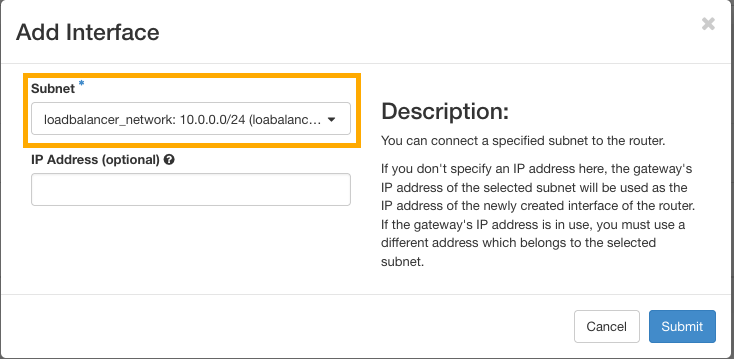 Add Interface
×
Subnet *
loadbalancer_network: 10.0.0.0/24 (loabalanc...
IP Address (optional)
Description:
You can connect a specified subnet to the router.
If you don't specify an IP address here, the gateway's
IP address of the selected subnet will be used as the
IP address of the newly created interface of the router.
If the gateway's IP address is in use, you must use a
different address which belongs to the selected
subnet.
Cancel
Submit